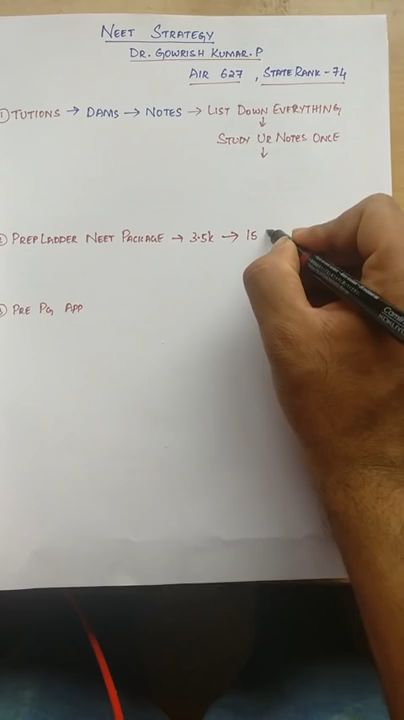 NEET STRATEGY
DR. GOWRISH KUMAR. P
AIR 627 , STATE RANK - 74
① TUTIONS → DAMS → NOTES → LIST DOWN EVERYTHING
↓
STUDY UR NOTES ONCE
↓
② PREPLADDER NEET PACKAGE → 3.5k → 15
③ PRE PG APP